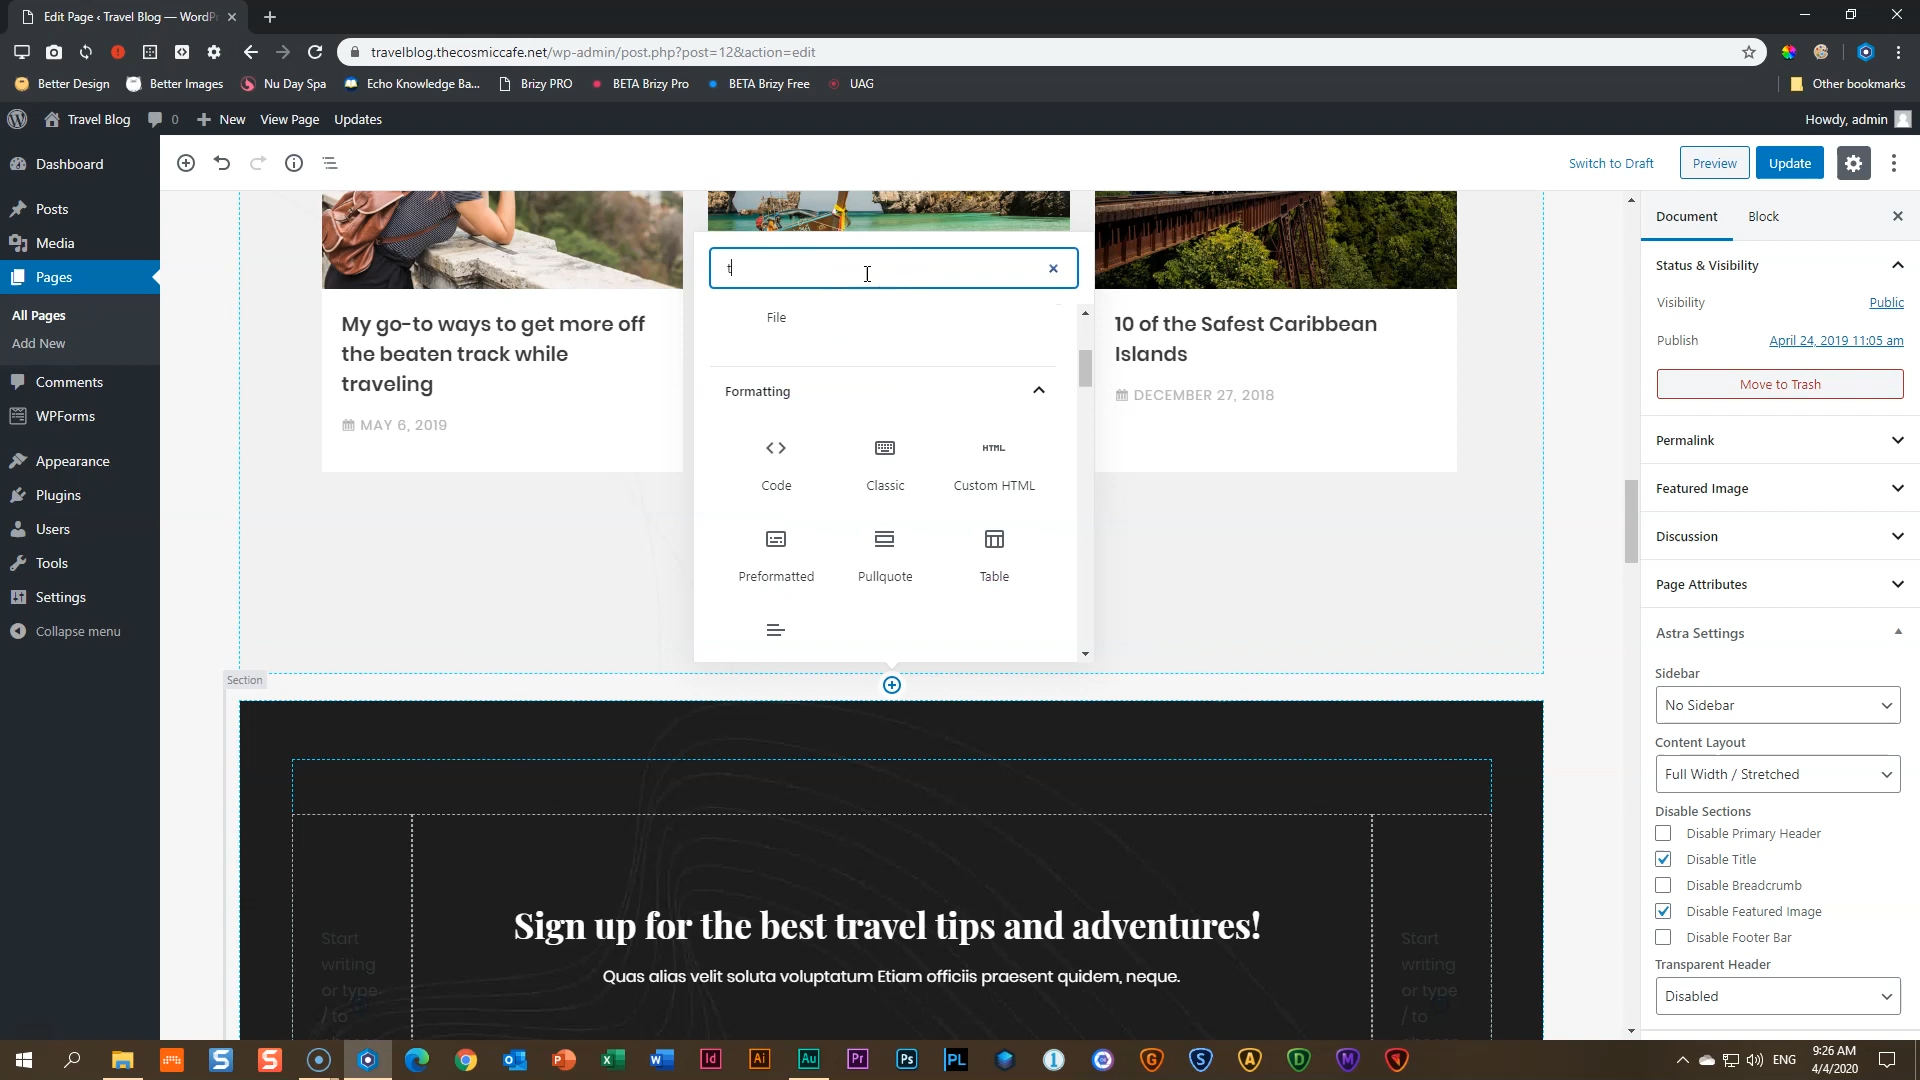 Edit Page ‹ Travel Blog — WordPr
travelblog.thecosmiccafe.net/wp-admin/post.php?post=12&action=edit
Better Design
Better Images
Nu Day Spa
Echo Knowledge Ba...
Brizy PRO
BETA Brizy Pro
BETA Brizy Free
UAG
Other bookmarks
Travel Blog
0
New
View Page
Updates
Howdy, admin
Dashboard
Posts
Media
Pages
All Pages
Add New
Comments
WPForms
Appearance
Plugins
Users
Tools
Settings
Collapse menu
Switch to Draft
Preview
Update
My go-to ways to get more off
the beaten track while
traveling
MAY 6, 2019
t
File
Formatting
Code
Classic
HTML
Custom HTML
Preformatted
Pullquote
Table
10 of the Safest Caribbean
Islands
DECEMBER 27, 2018
Section
Start
writing
or type
/ to
Sign up for the best travel tips and adventures!
Quas alias velit soluta voluptatum Etiam officiis praesent quidem, neque.
Start
writing
or type
/ to
Document
Block
Status & Visibility
Visibility
Public
Publish
April 24, 2019 11:05 am
Move to Trash
Permalink
Featured Image
Discussion
Page Attributes
Astra Settings
Sidebar
No Sidebar
Content Layout
Full Width / Stretched
Disable Sections
Disable Primary Header
Disable Title
Disable Breadcrumb
Disable Featured Image
Disable Footer Bar
Transparent Header
Disabled
ENG
9:26 AM
4/4/2020